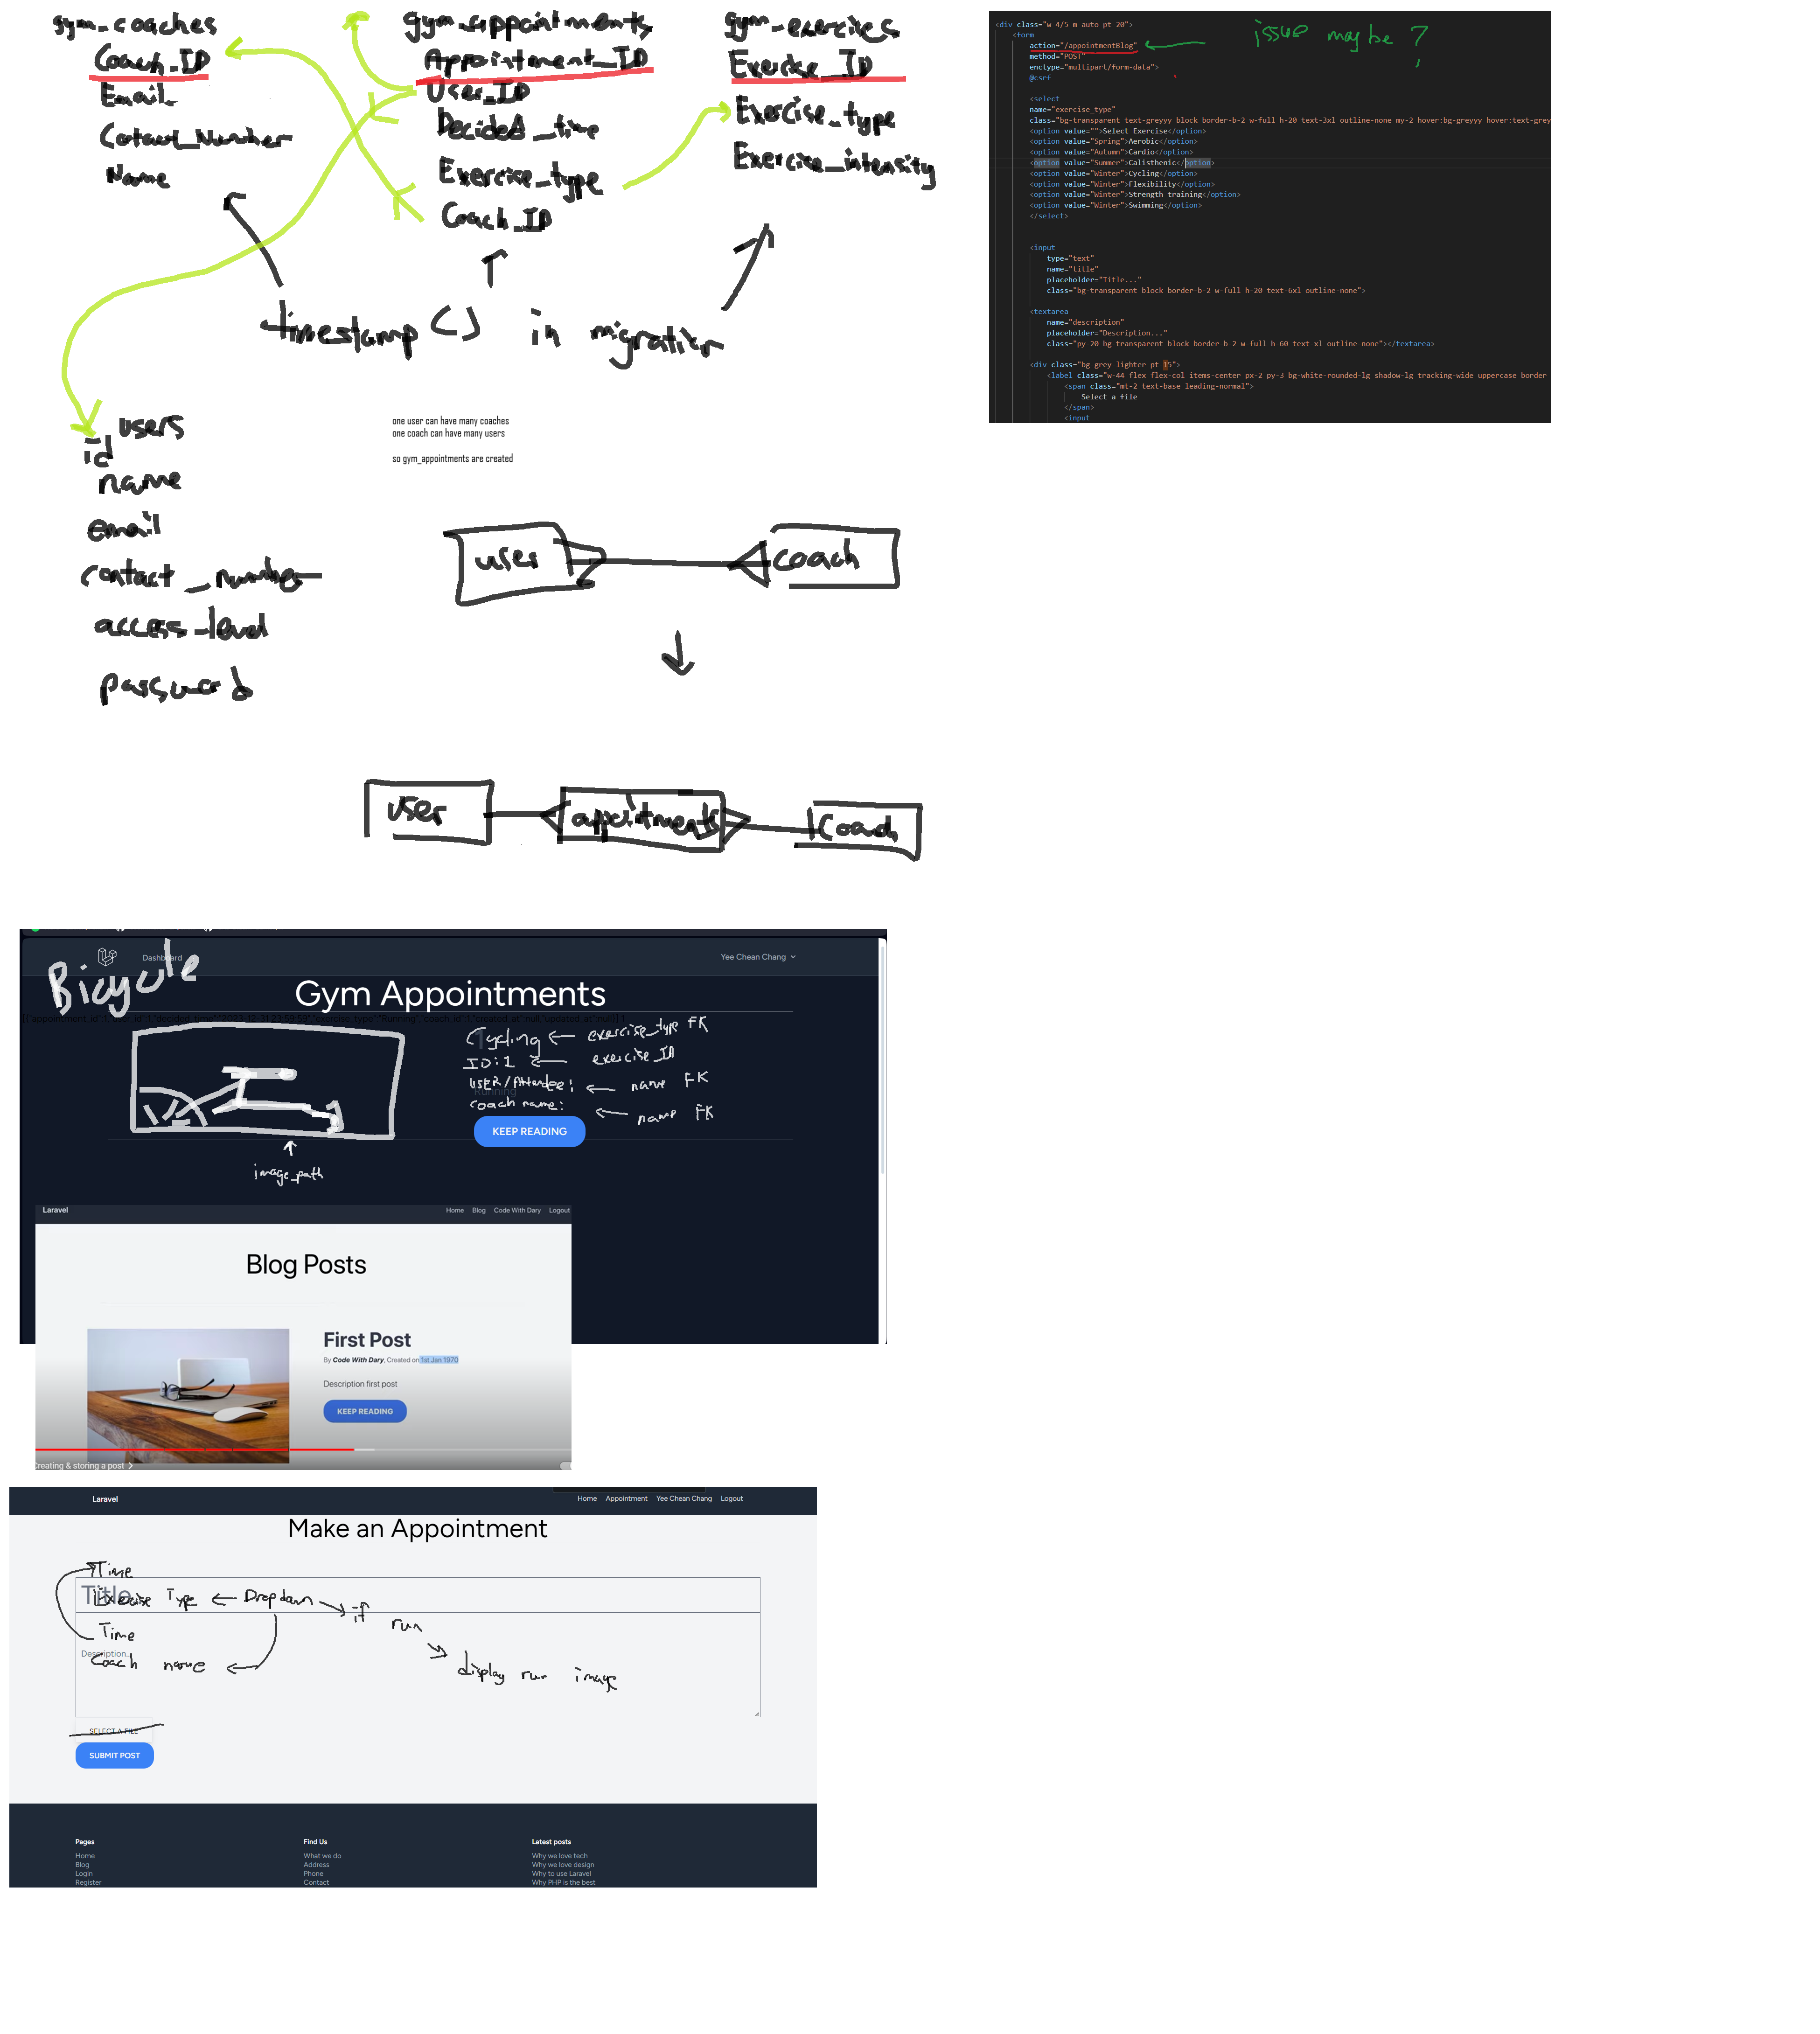 gym_coaches
Coach_ID
Email
Cotact_Number
Name
gym_appointments
Appointment_ID
User_ID
Decided_time
Exercise_type
Coach_ID
gym_exercices
Exercise_ID
Exercise_type
Exercise_intensity
timestamp () in migration
users
id
name
email
contact_number
access_level
password
one user can have many coaches
one coach can have many users
so gym_appointments are created
user
coach
user
appointments
Coach
<div class="w-4/5 m-auto pt-20">
<form
action="/appointmentBlog"
method="POST"
enctype="multipart/form-data">
@csrf
issue maybe ?
<select
name="exercise_type"
class="bg-transparent text-greyyy block border-b-2 w-full h-20 text-3xl outline-none my-2 hover:bg-greyyy hover:text-grey
<option value="">Select Exercise</option>
<option value="Spring">Aerobic</option>
<option value="Autumn">Cardio</option>
<option value="Summer">Calisthenic</option>
<option value="Winter">Cycling</option>
<option value="Winter">Flexibility</option>
<option value="Winter">Strength training</option>
<option value="Winter">Swimming</option>
</select>
<input
type="text"
name="title"
placeholder="Title..."
class="bg-transparent block border-b-2 w-full h-20 text-6xl outline-none">
<textarea
name="description"
placeholder="Description..."
class="py-20 bg-transparent block border-b-2 w-full h-60 text-xl outline-none"></textarea>
<div class="bg-grey-lighter pt-15">
<label class="w-44 flex flex-col items-center px-2 py-3 bg-white-rounded-lg shadow-lg tracking-wide uppercase border
<span class="mt-2 text-base leading-normal">
Select a file
</span>
<input
Dashboard
Yee Chean Chang
Bicycle
Gym Appointments
Cycling
exercise_type FK
ID: 1
exercise_ID
USER/Attendee:
name FK
Running
coach name:
name FK
KEEP READING
image_path
Laravel
Home Blog Code With Dary Logout
Blog Posts
First Post
By Code With Dary, Created on 1st Jan 1970
Description first post
KEEP READING
Creating & storing a post
Laravel
Home Appointment Yee Chean Chang Logout
Make an Appointment
Time
Title...
Exercise Type
Dropdown
if run
Time
Description...
Coach name
display run image
SELECT A FILE
SUBMIT POST
Pages
Home
Blog
Login
Register
Find Us
What we do
Address
Phone
Contact
Latest posts
Why we love tech
Why we love design
Why to use Laravel
Why PHP is the best